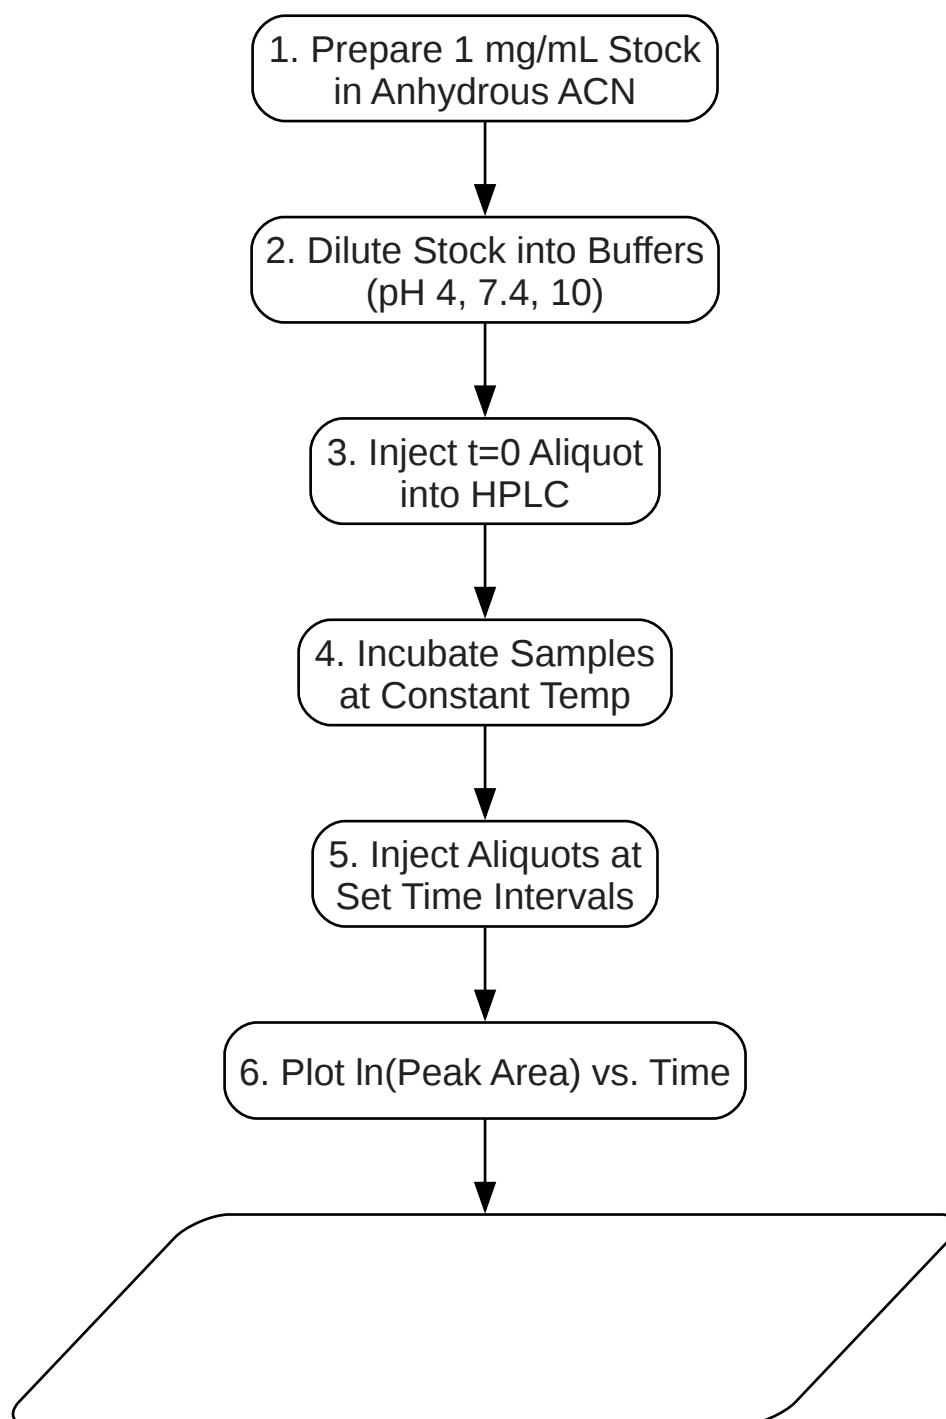 1. Prepare 1 mg/mL Stock
in Anhydrous ACN
2. Dilute Stock into Buffers
(pH 4, 7.4, 10)
3. Inject t=0 Aliquot
into HPLC
4. Incubate Samples
at Constant Temp
5. Inject Aliquots at
Set Time Intervals
6. Plot ln(Peak Area) vs. Time